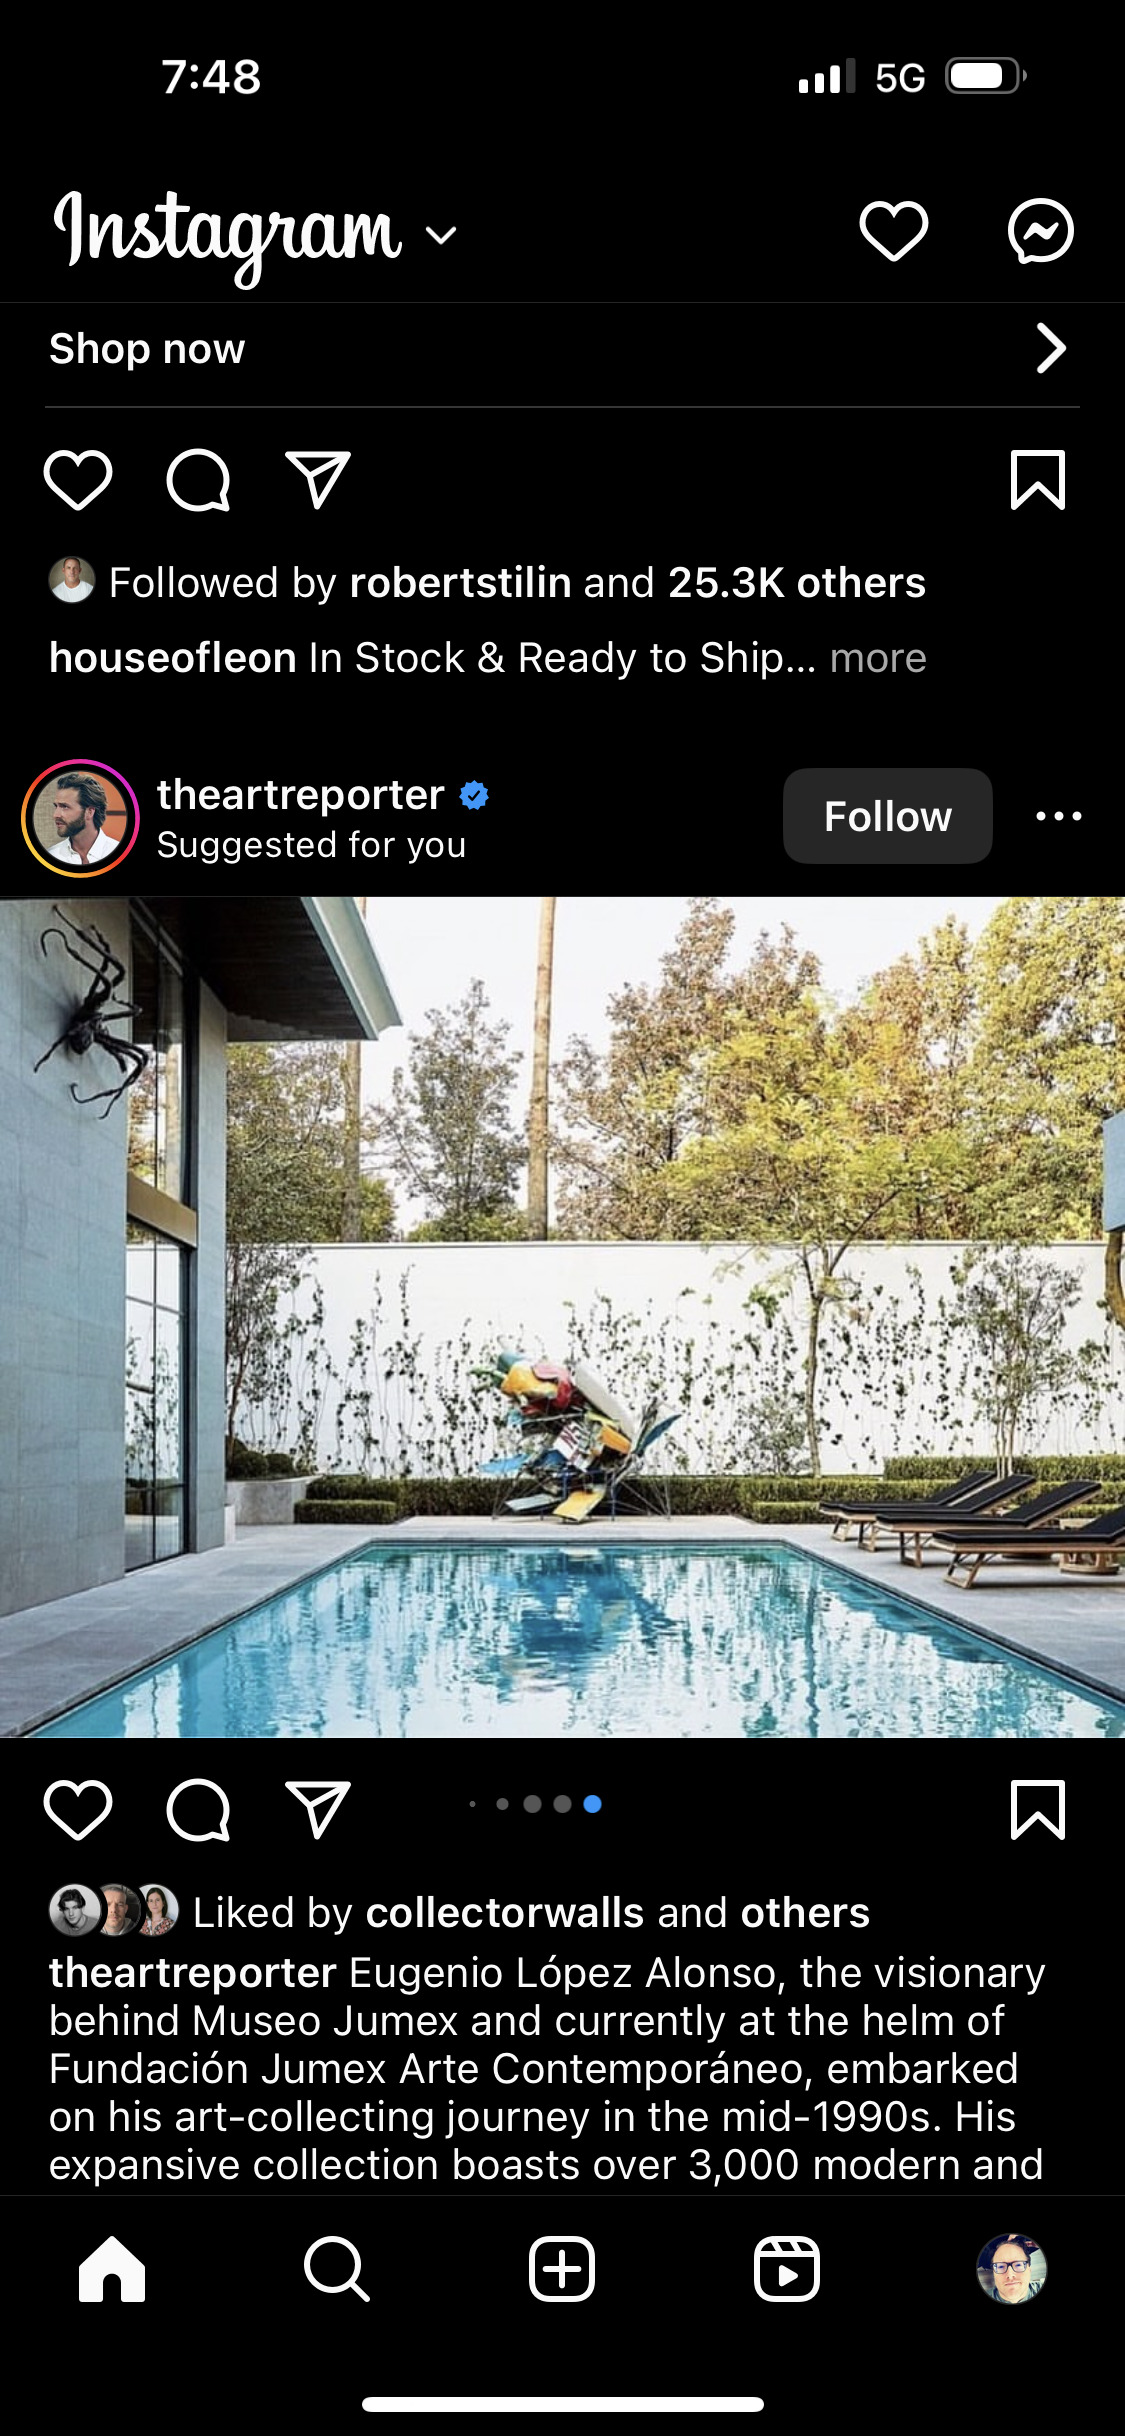 7:48 5G
Instagram
Shop now
Followed by robertstilin and 25.3K others
houseofleon In Stock & Ready to Ship... more
theartreporter
Suggested for you
Follow
Liked by collectorwalls and others
theartreporter Eugenio López Alonso, the visionary
behind Museo Jumex and currently at the helm of
Fundación Jumex Arte Contemporáneo, embarked
on his art-collecting journey in the mid-1990s. His
expansive collection boasts over 3,000 modern and